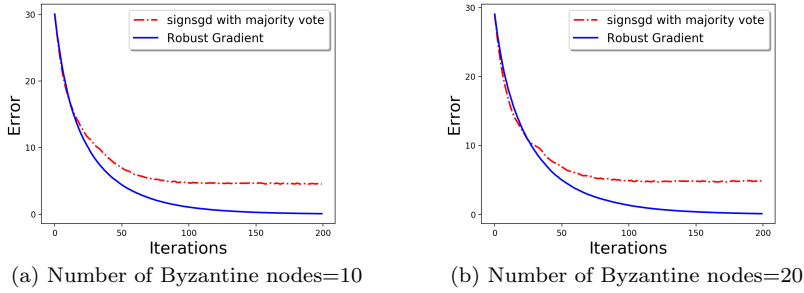 signsgd with majority vote
Robust Gradient
30
20
10
0
Error
0 50 100 150 200
Iterations
(a) Number of Byzantine nodes=10
signsgd with majority vote
Robust Gradient
30
20
10
0
Error
0 50 100 150 200
Iterations
(b) Number of Byzantine nodes=20